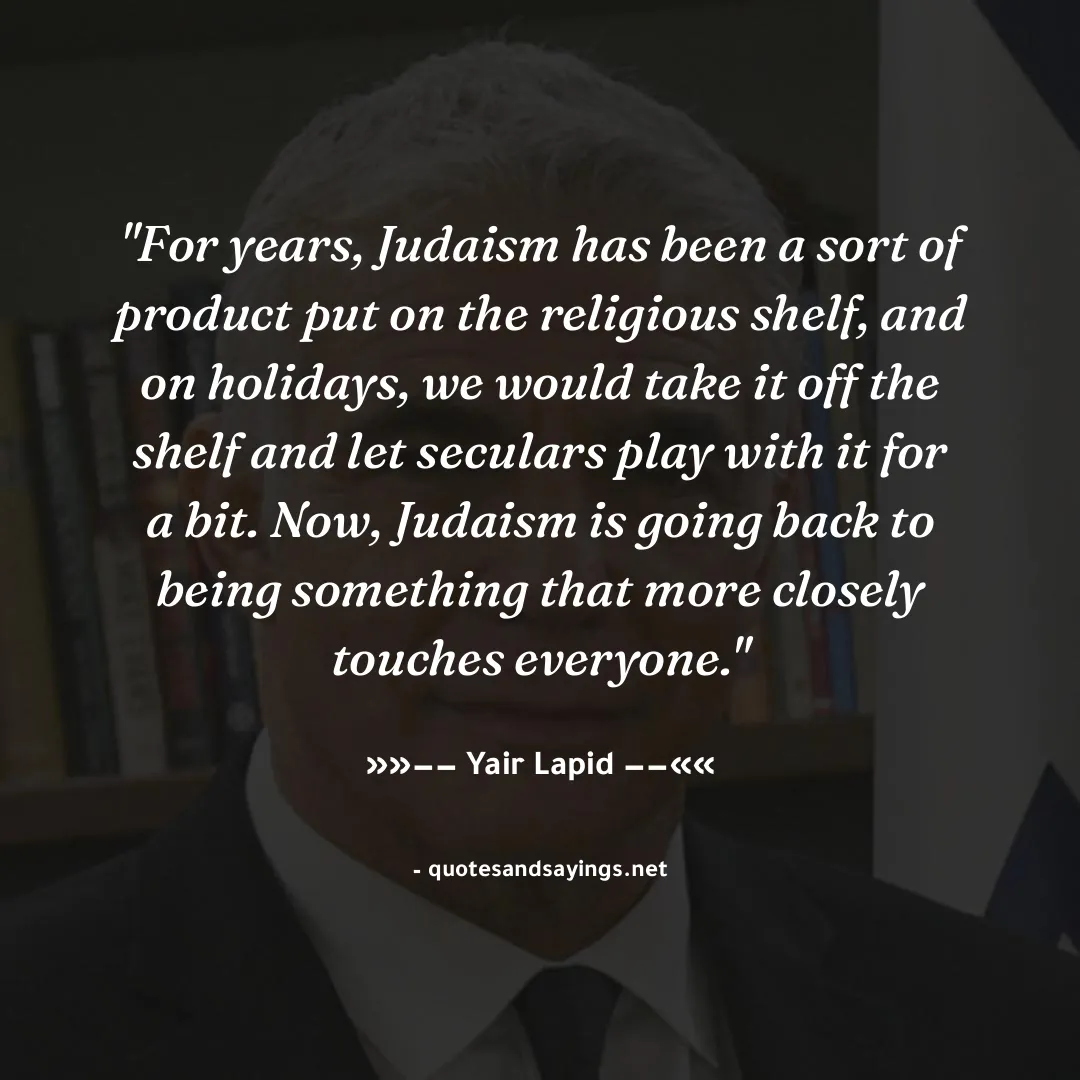 "For years, Judaism has been a sort of
product put on the religious shelf, and
on holidays, we would take it off the
shelf and let seculars play with it for
a bit. Now, Judaism is going back to
being something that more closely
touches everyone."
»»−− Yair Lapid −−««
- quotesandsayings.net